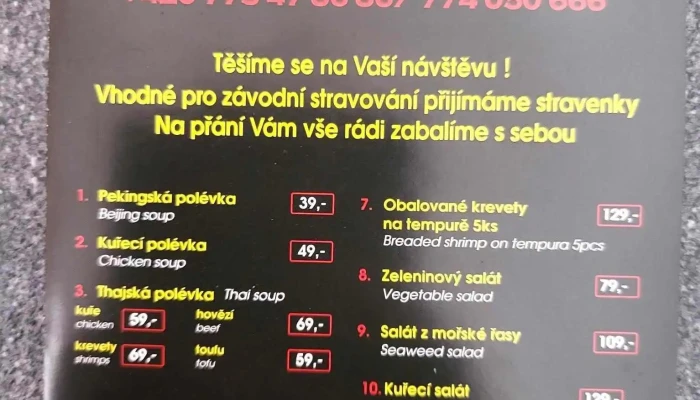 Těšíme se na Vaší návštěvu !
Vhodné pro závodní stravování přijímáme stravenky
Na přání Vám vše rádi zabalíme s sebou
1. Pekingská polévka 39,-
Beijing soup
2. Kuřecí polévka 49,-
Chicken soup
3. Thajská polévka Thai soup
kuře 59,- hovězí 69,-
chicken beef
krevety 69,- toufu 59,-
shrimps tofu
7. Obalované krevety 129,-
na tempurě 5ks
Breaded shrimp on tempura 5pcs
8. Zeleninový salát 79,-
Vegetable salad
9. Salát z mořské řasy 109,-
Seaweed salad
10. Kuřecí salát